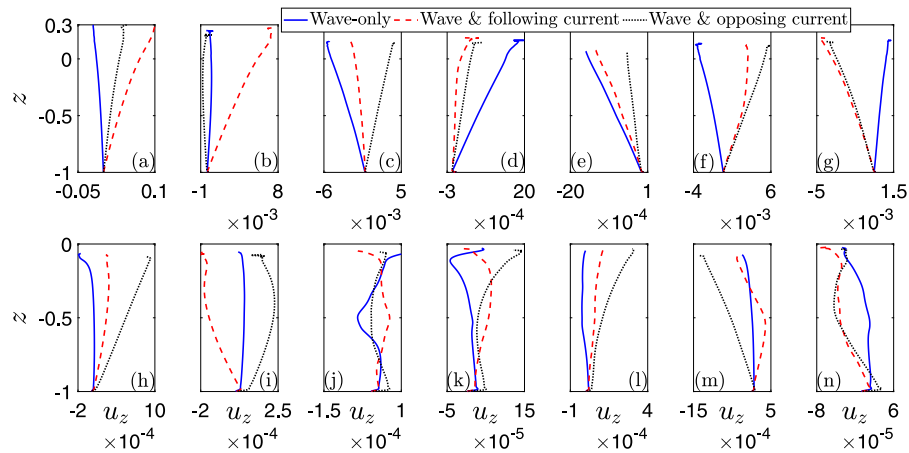 Wave-only Wave & following current Wave & opposing current
0.3
0
z
-0.5
-1
(a) (b) (c) (d) (e) (f) (g)
-0.05 0.1 -1 8 -6 5 -3 20 -20 1 -4 6 -5 1.5
×10⁻³ ×10⁻³ ×10⁻⁴ ×10⁻⁴ ×10⁻³ ×10⁻³
0
z
-0.5
-1
(h) (i) (j) (k) (l) (m) (n)
-2 10 -2 2.5 -1.5 1 -5 15 -1 4 -15 5 -8 6
u_z u_z u_z u_z u_z u_z u_z
×10⁻⁴ ×10⁻⁴ ×10⁻⁴ ×10⁻⁵ ×10⁻⁴ ×10⁻⁵ ×10⁻⁵